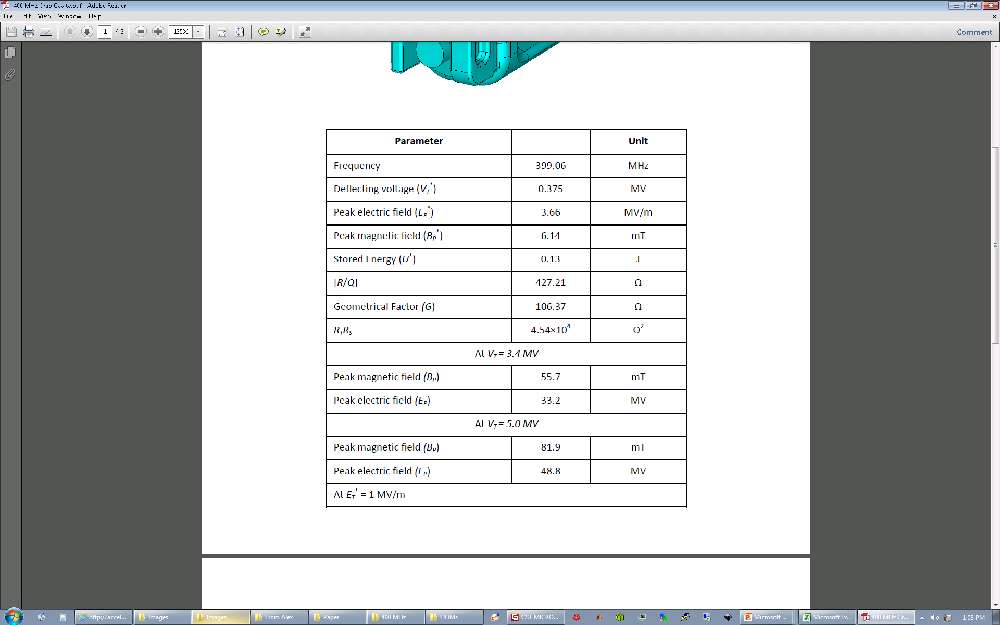 400 MHz Crab Cavity.pdf - Adobe Reader
File Edit View Window Help
1 / 2 125% Comment
Parameter Unit
Frequency 399.06 MHz
Deflecting voltage (V_T^*) 0.375 MV
Peak electric field (E_P^*) 3.66 MV/m
Peak magnetic field (B_P^*) 6.14 mT
Stored Energy (U^*) 0.13 J
[R/Q] 427.21 Ω
Geometrical Factor (G) 106.37 Ω
R_TR_S 4.54×10^4 Ω^2
At V_T = 3.4 MV
Peak magnetic field (B_P) 55.7 mT
Peak electric field (E_P) 33.2 MV
At V_T = 5.0 MV
Peak magnetic field (B_P) 81.9 mT
Peak electric field (E_P) 48.8 MV
At E_T^* = 1 MV/m
http://accel... Images Images From Alex Paper 400 MHz HOMs CST MICRO... Microsoft ... Microsoft Ex... 400 MHz Cr... 1:08 PM